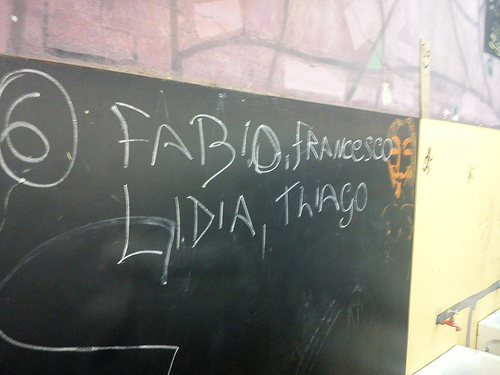 6 FABIO, FRANCESCO
LIDIA, THIAGO